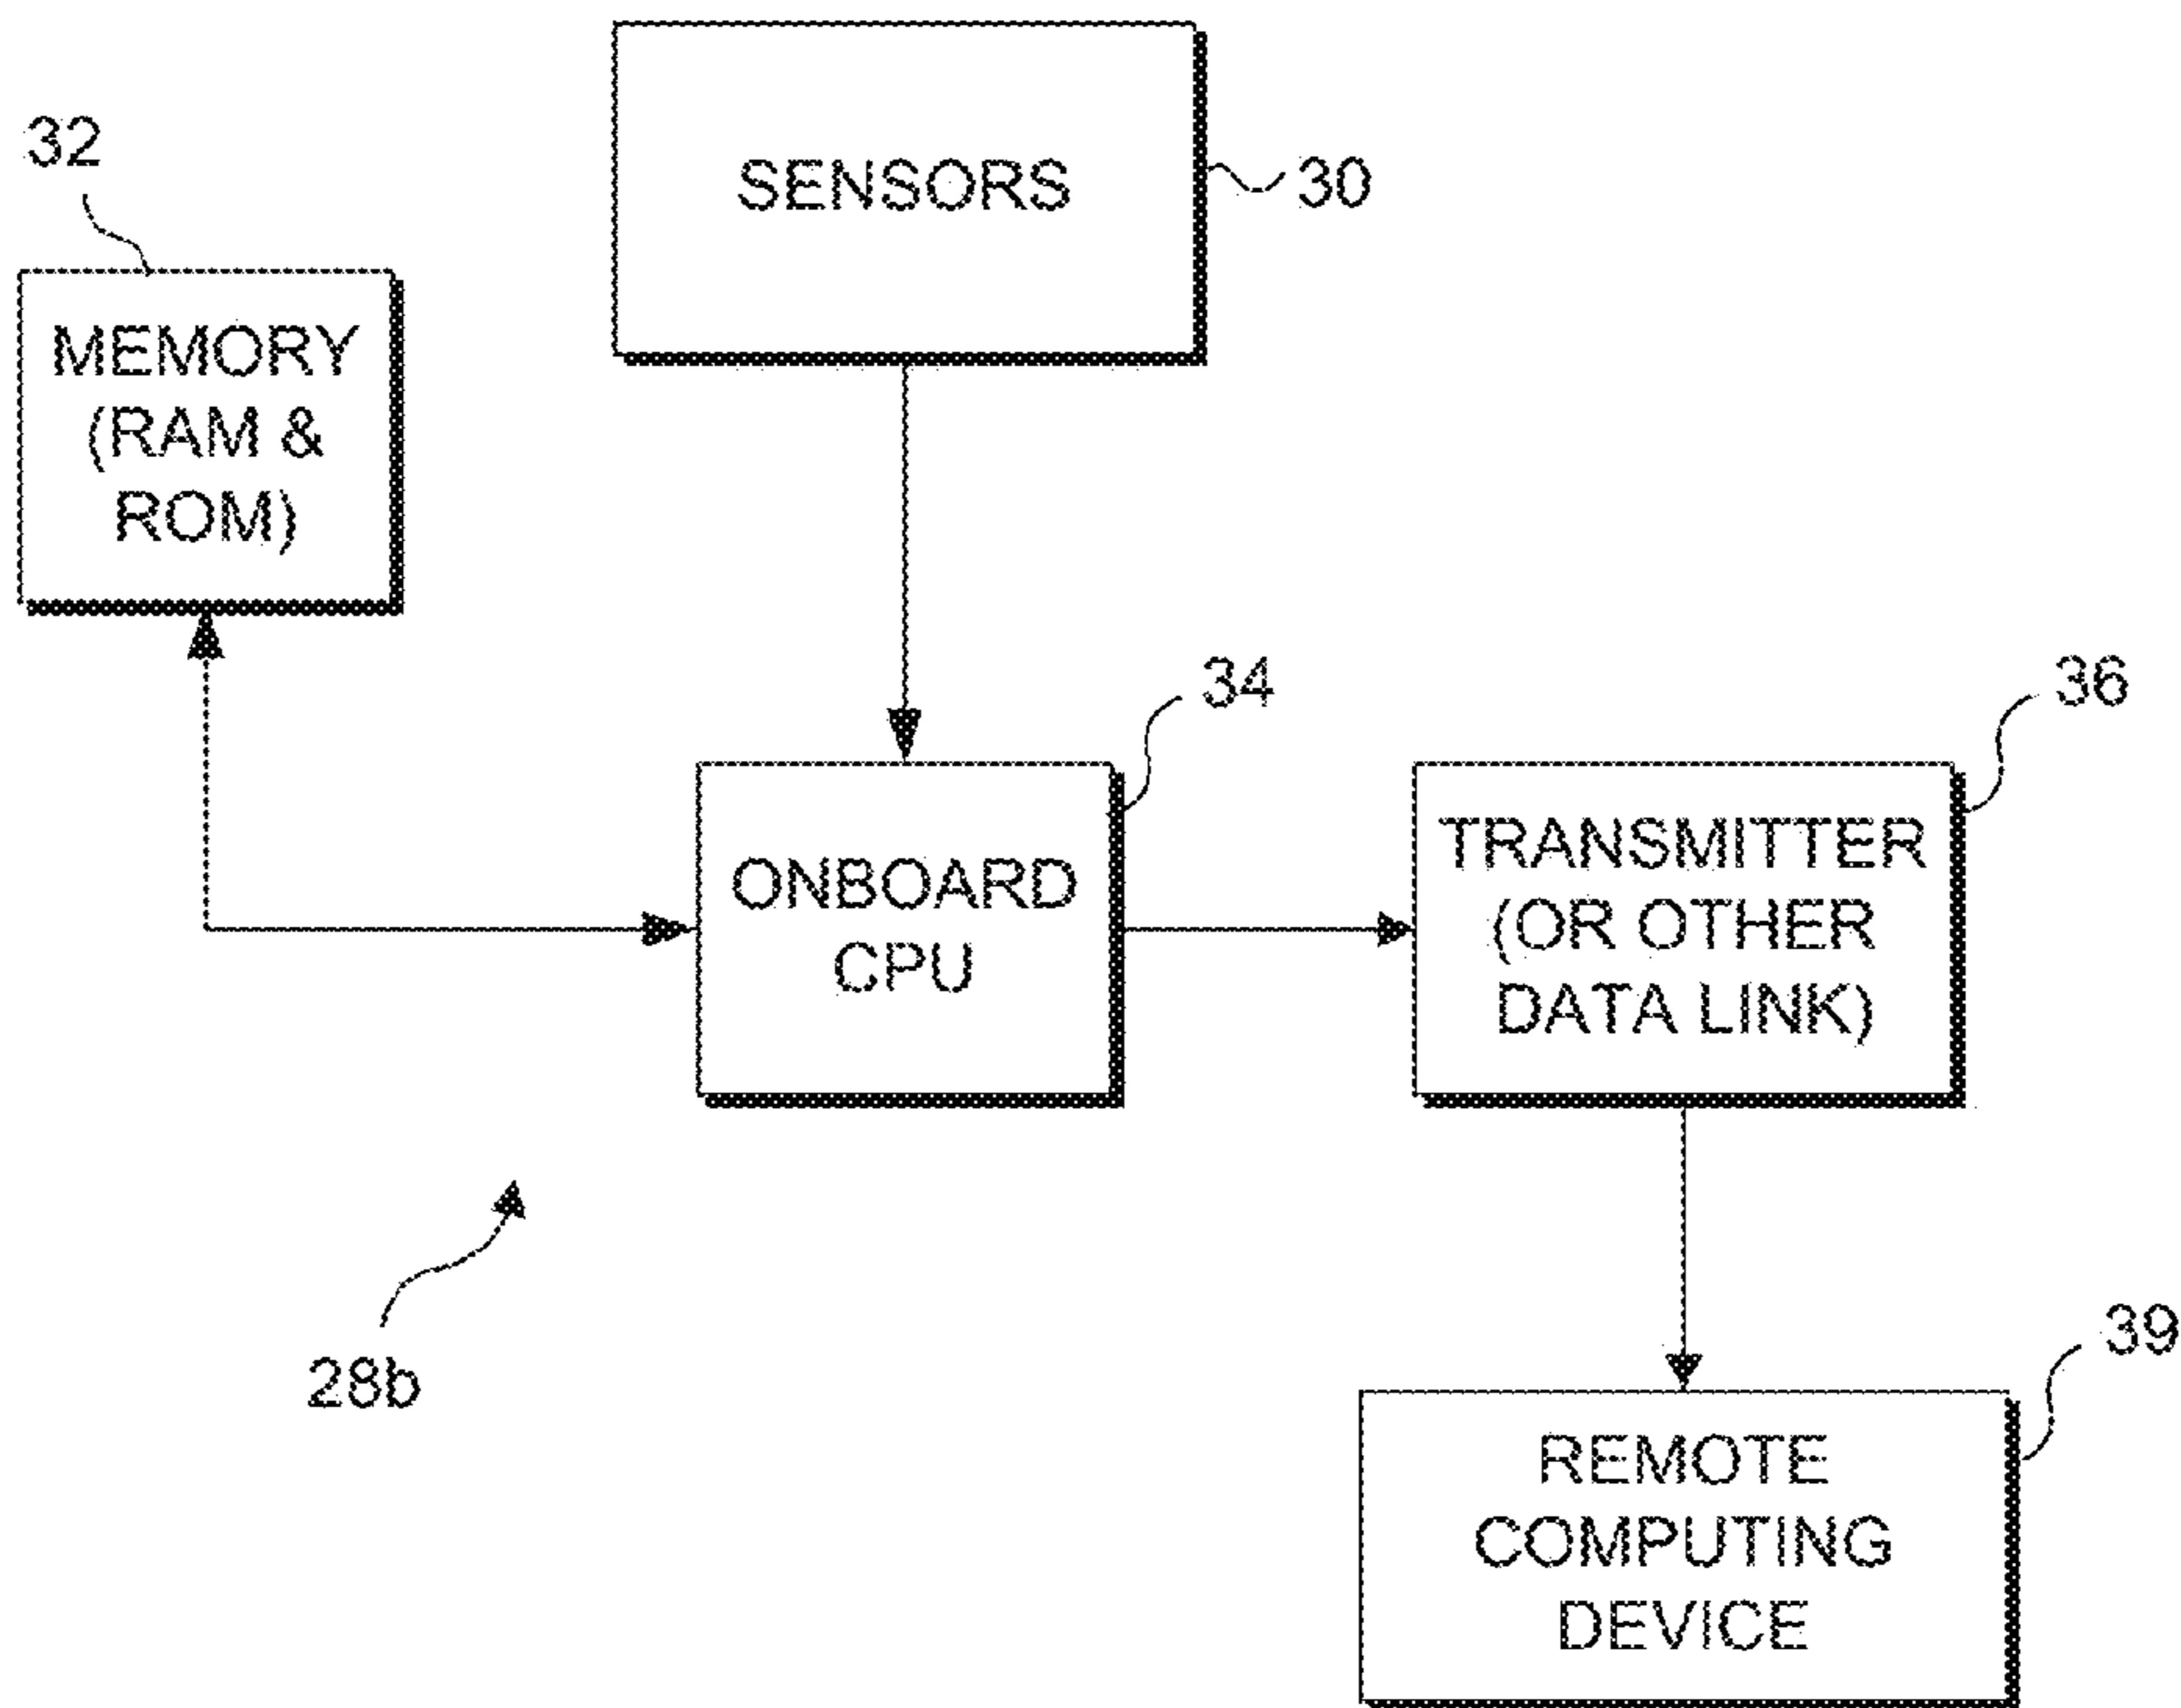 32
SENSORS
30
MEMORY
(RAM &
ROM)
34
36
ONBOARD
CPU
TRANSMITTER
(OR OTHER
DATA LINK)
28b
39
REMOTE
COMPUTING
DEVICE